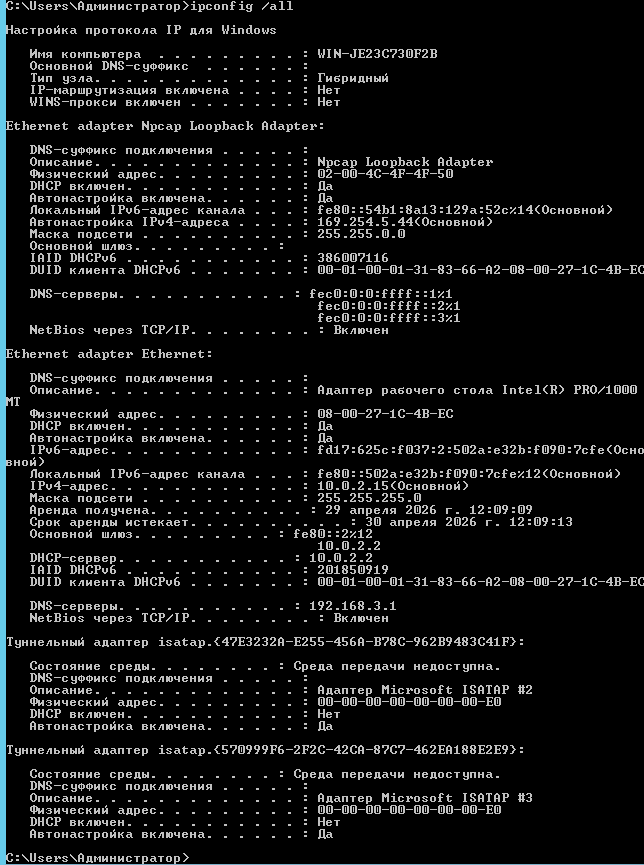 C:\Users\Администратор>ipconfig /all
Настройка протокола IP для Windows
Имя компьютера . . . . . . . . . : WIN-JE23C730F2B
Основной DNS-суффикс . . . . . . :
Тип узла. . . . . . . . . . . . . : Гибридный
IP-маршрутизация включена . . . . : Нет
WINS-прокси включен . . . . . . . : Нет
Ethernet adapter Npcap Loopback Adapter:
DNS-суффикс подключения . . . . . :
Описание. . . . . . . . . . . . . : Npcap Loopback Adapter
Физический адрес. . . . . . . . . : 02-00-4C-4F-4F-50
DHCP включен. . . . . . . . . . . : Да
Автонастройка включена. . . . . . : Да
Локальный IPv6-адрес канала . . . : fe80::54b1:8a13:129a:52c%14(Основной)
Автонастройка IPv4-адреса . . . . : 169.254.5.44(Основной)
Маска подсети . . . . . . . . . . : 255.255.0.0
Основной шлюз. . . . . . . . . :
IAID DHCPv6 . . . . . . . . . . . : 386007116
DUID клиента DHCPv6 . . . . . . . : 00-01-00-01-31-83-66-A2-08-00-27-1C-4B-EC
DNS-серверы. . . . . . . . . . . : fec0:0:0:ffff::1%1
fec0:0:0:ffff::2%1
fec0:0:0:ffff::3%1
NetBios через TCP/IP. . . . . . . . : Включен
Ethernet adapter Ethernet:
DNS-суффикс подключения . . . . . :
Описание. . . . . . . . . . . . . : Адаптер рабочего стола Intel(R) PRO/1000
MT
Физический адрес. . . . . . . . . : 08-00-27-1C-4B-EC
DHCP включен. . . . . . . . . . . : Да
Автонастройка включена. . . . . . : Да
IPv6-адрес. . . . . . . . . . . . : fd17:625c:f037:2:502a:e32b:f090:7cfe(Осно
вной)
Локальный IPv6-адрес канала . . . : fe80::502a:e32b:f090:7cfe%12(Основной)
IPv4-адрес. . . . . . . . . . . . : 10.0.2.15(Основной)
Маска подсети . . . . . . . . . . : 255.255.255.0
Аренда получена. . . . . . . . . . : 29 апреля 2026 г. 12:09:09
Срок аренды истекает. . . . . . . . . . : 30 апреля 2026 г. 12:09:13
Основной шлюз. . . . . . . . . : fe80::2%12
10.0.2.2
DHCP-сервер. . . . . . . . . . . : 10.0.2.2
IAID DHCPv6 . . . . . . . . . . . : 201850919
DUID клиента DHCPv6 . . . . . . . : 00-01-00-01-31-83-66-A2-08-00-27-1C-4B-EC
DNS-серверы. . . . . . . . . . . : 192.168.3.1
NetBios через TCP/IP. . . . . . . . : Включен
Туннельный адаптер isatap.{47E3232A-E255-456A-B78C-962B9483C41F}:
Состояние среды. . . . . . . . : Среда передачи недоступна.
DNS-суффикс подключения . . . . . :
Описание. . . . . . . . . . . . . : Адаптер Microsoft ISATAP #2
Физический адрес. . . . . . . . . : 00-00-00-00-00-00-00-E0
DHCP включен. . . . . . . . . . . : Нет
Автонастройка включена. . . . . . : Да
Туннельный адаптер isatap.{570999F6-2F2C-42CA-87C7-462EA188E2E9}:
Состояние среды. . . . . . . . : Среда передачи недоступна.
DNS-суффикс подключения . . . . . :
Описание. . . . . . . . . . . . . : Адаптер Microsoft ISATAP #3
Физический адрес. . . . . . . . . : 00-00-00-00-00-00-00-E0
DHCP включен. . . . . . . . . . . : Нет
Автонастройка включена. . . . . . : Да
C:\Users\Администратор>